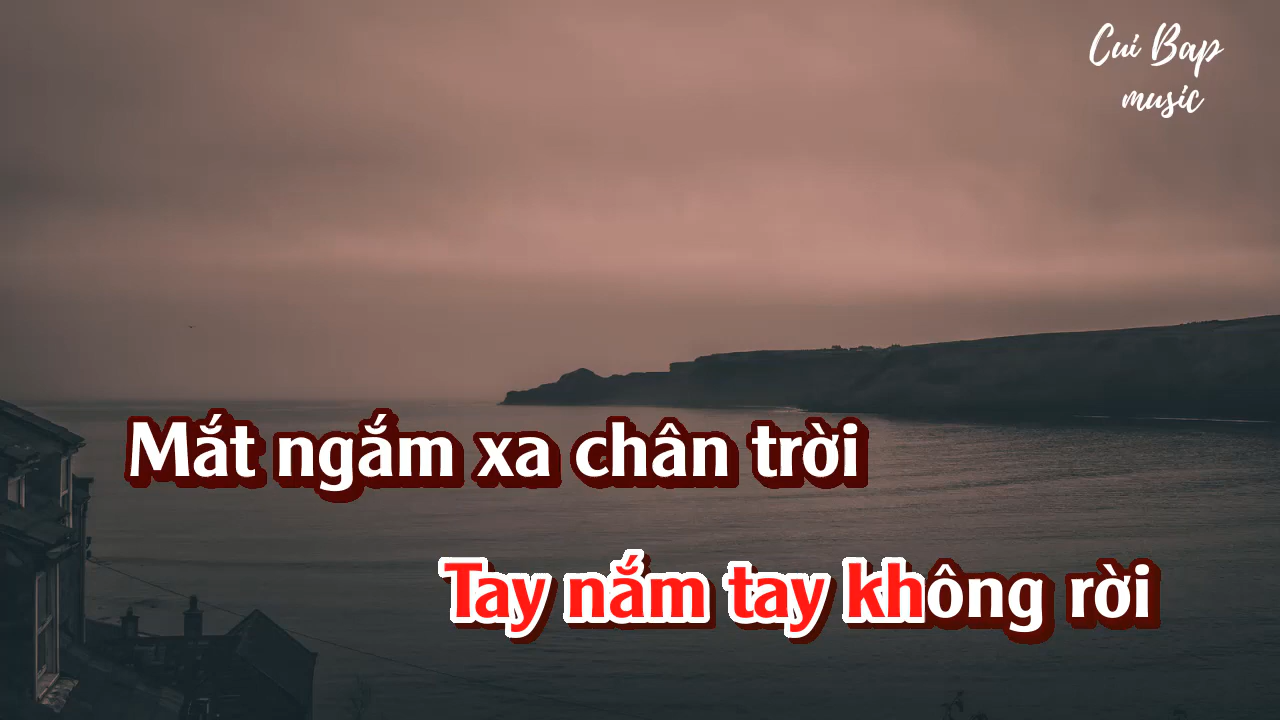 Cui Bap
music
Mắt ngắm xa chân trời
Tay nắm tay không rời